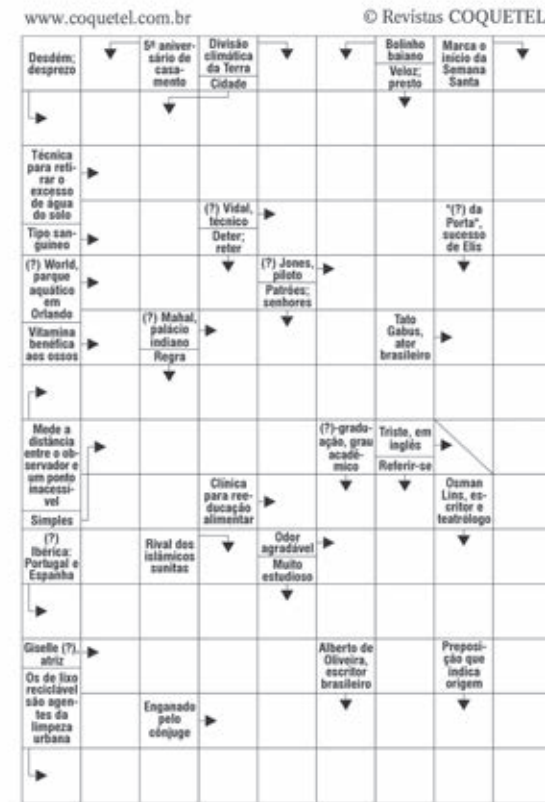 www.coquetel.com.br
© Revistas COQUETEL
Desdém;
desprezo
5º aniver-
sário de
casa-
mento
Divisão
climática
da Terra
Cidade
Bolinho
baiano
Veloz;
presto
Marca o
início da
Semana
Santa
Técnica
para reti-
rar o
excesso
de água
do solo
Tipo san-
guíneo
(?) Vidal,
técnico
Deter;
reter
"(?) da
Porta",
sucesso
de Elis
(?) World,
parque
aquático
em
Orlando
Vitamina
benéfica
aos ossos
(?) Jones,
piloto
Patrões;
senhores
(?) Mahal,
palácio
indiano
Regra
Tato
Gabus,
ator
brasileiro
Mede a
distância
entre o ob-
servador e
um ponto
inacessí-
vel
Simples
(?)-gradu-
ação, grau
acadê-
mico
Triste, em
inglês
Referir-se
Clínica
para ree-
ducação
alimentar
Osman
Lins, es-
critor e
teatrólogo
(?)
Ibérica:
Portugal e
Espanha
Rival dos
islâmicos
sunitas
Odor
agradável
Muito
estudioso
Giselle (?),
atriz
Os de lixo
reciclável
são agen-
tes da
limpeza
urbana
Alberto de
Oliveira,
escritor
brasileiro
Preposi-
ção que
indica
origem
Enganado
pelo
cônjuge